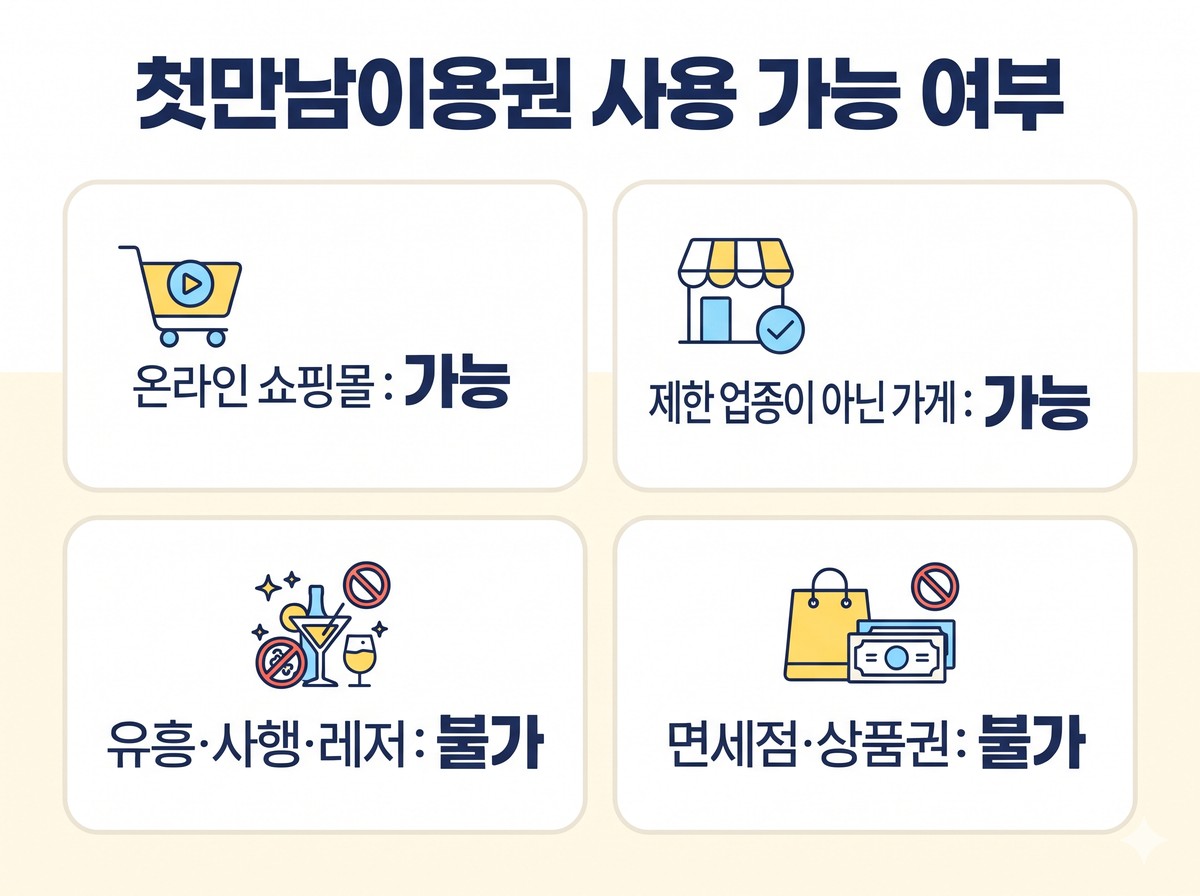 첫만남이용권 사용 가능 여부
온라인 쇼핑몰 : 가능
제한 업종이 아닌 가게 : 가능
유흥·사행·레저 : 불가
면세점·상품권 : 불가